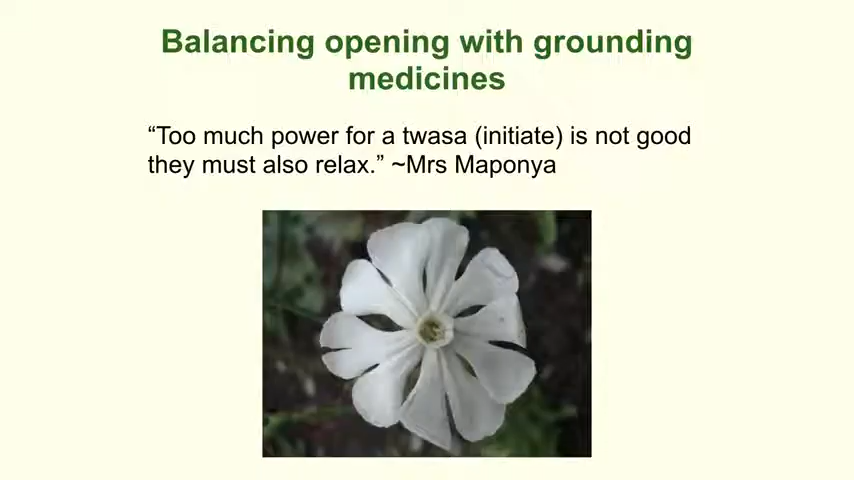 Balancing opening with grounding
medicines
“Too much power for a twasa (initiate) is not good
they must also relax.” ~Mrs Maponya